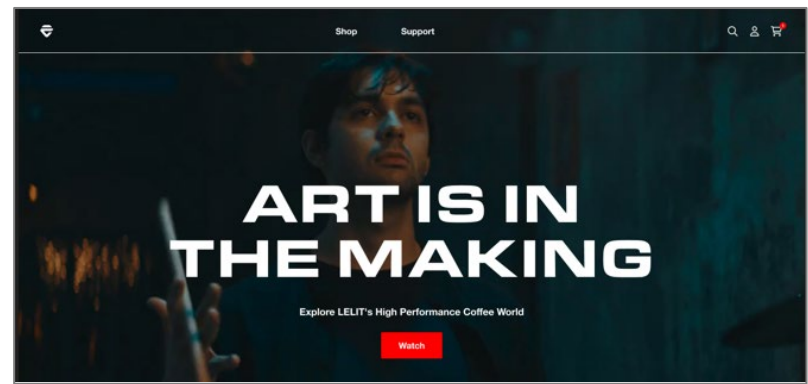 Shop Support
ART IS IN
THE MAKING
Explore LELIT's High Performance Coffee World
Watch